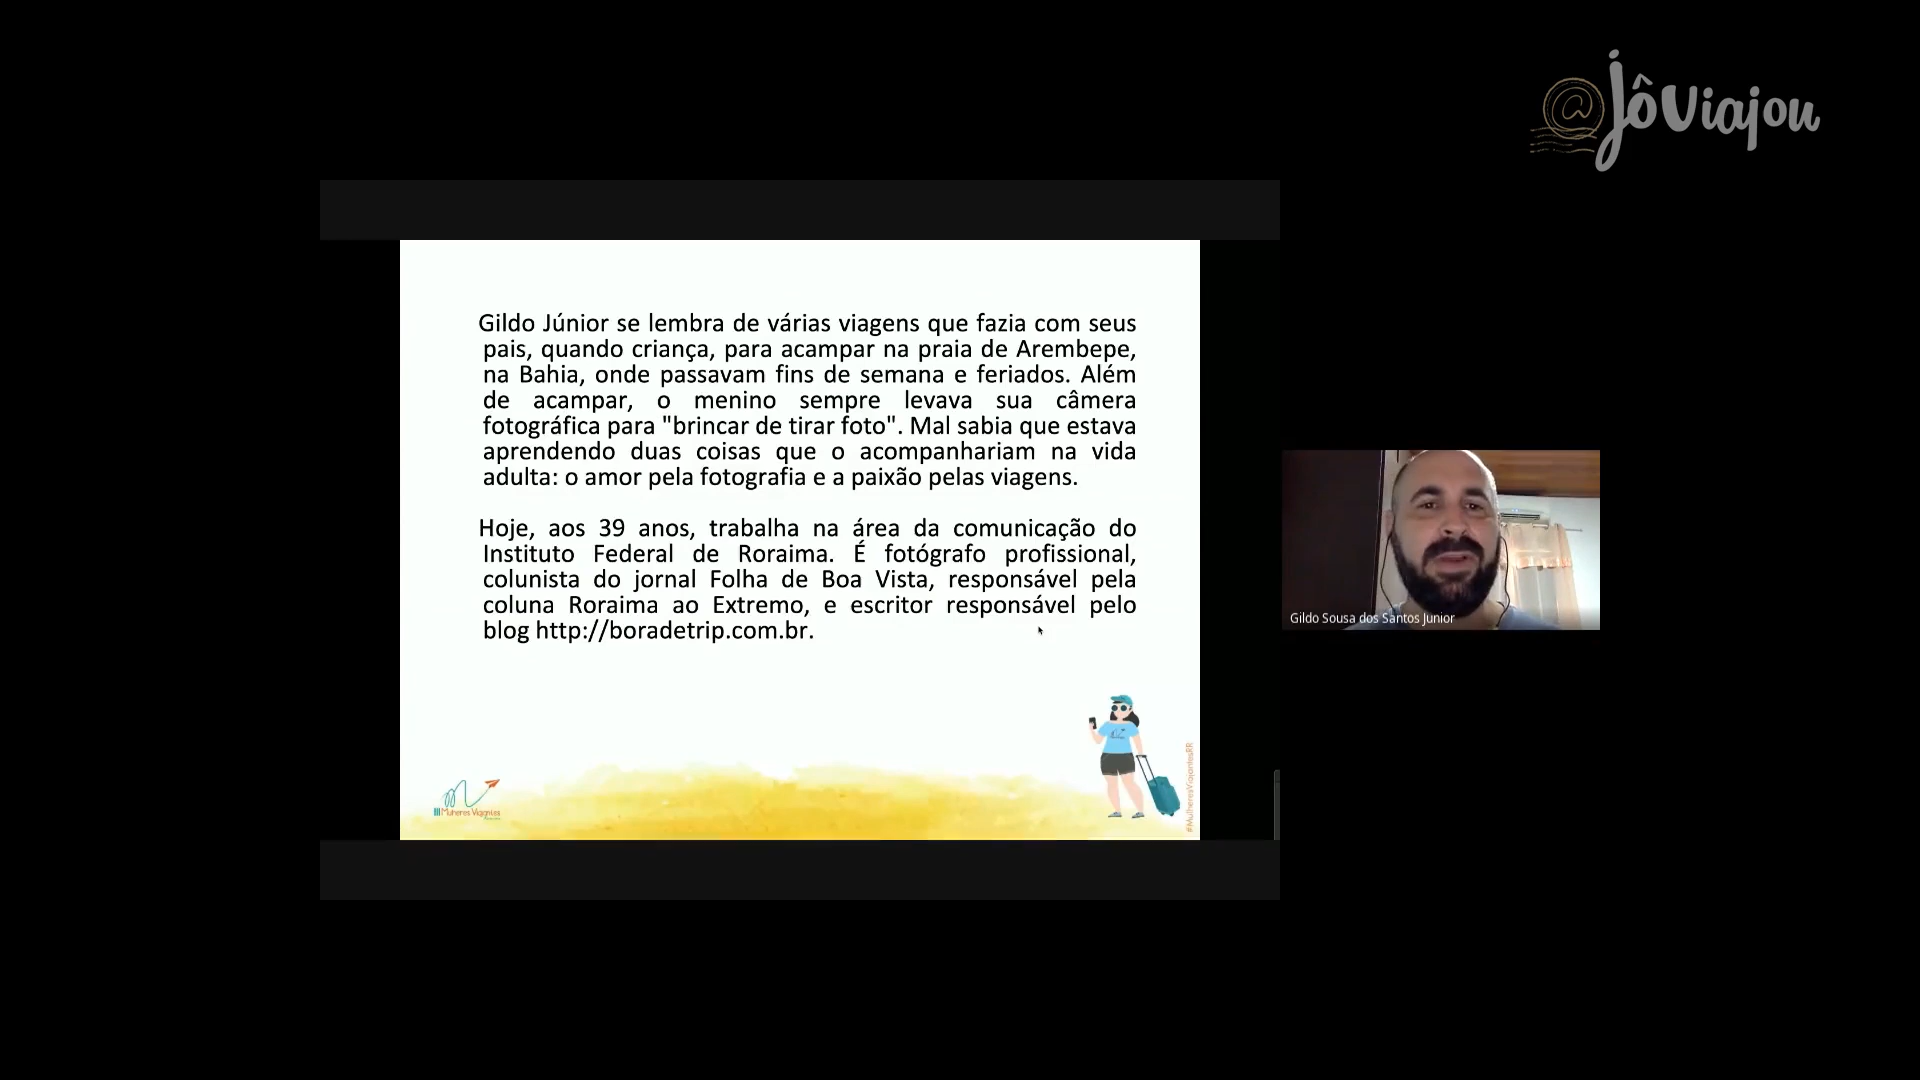 @jôviajou
Gildo Júnior se lembra de várias viagens que fazia com seus
pais, quando criança, para acampar na praia de Arembepe,
na Bahia, onde passavam fins de semana e feriados. Além
de acampar, o menino sempre levava sua câmera
fotográfica para "brincar de tirar foto". Mal sabia que estava
aprendendo duas coisas que o acompanhariam na vida
adulta: o amor pela fotografia e a paixão pelas viagens.
Hoje, aos 39 anos, trabalha na área da comunicação do
Instituto Federal de Roraima. É fotógrafo profissional,
colunista do jornal Folha de Boa Vista, responsável pela
coluna Roraima ao Extremo, e escritor responsável pelo
blog http://boradetrip.com.br.
Gildo Sousa dos Santos Junior
III Mulheres Viajantes
#MulheresViajantesRR